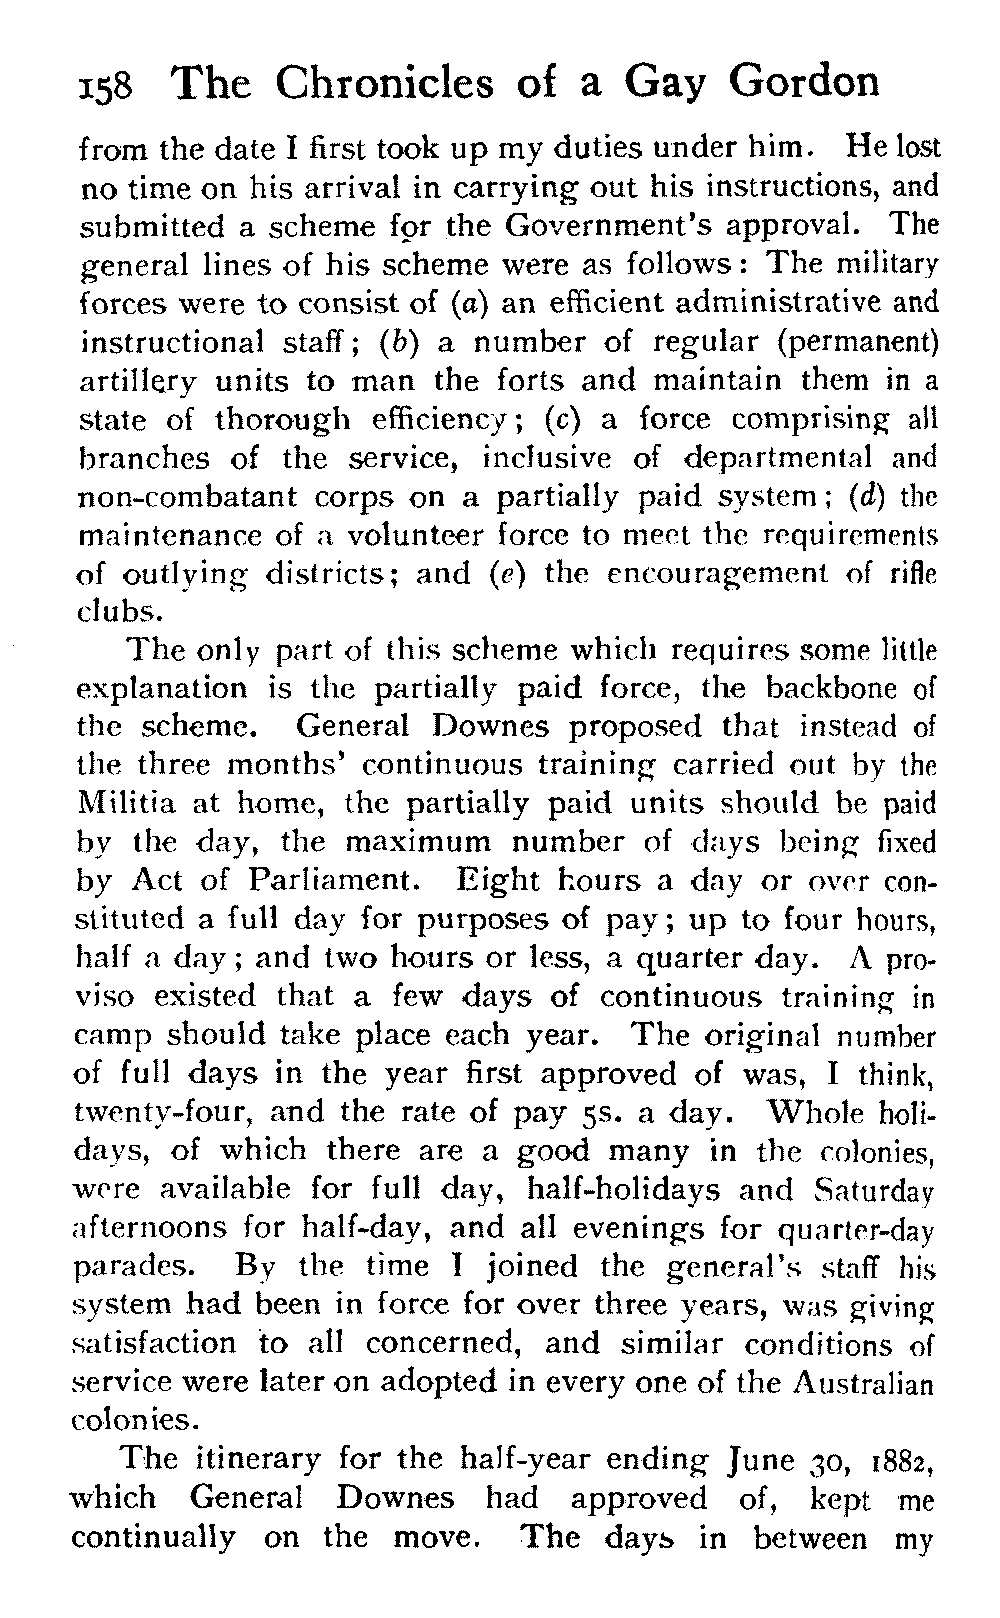 158 The Chronicles of a Gay Gordon
from the date I first took up my duties under him. He lost
no time on his arrival in carrying out his instructions, and
submitted a scheme for the Government's approval. The
general lines of his scheme were as follows: The military
forces were to consist of (a) an efficient administrative and
instructional staff; (b) a number of regular (permanent)
artillery units to man the forts and maintain them in a
state of thorough efficiency; (c) a force comprising all
branches of the service, inclusive of departmental and
non-combatant corps on a partially paid system; (d) the
maintenance of a volunteer force to meet the requirements
of outlying districts; and (e) the encouragement of rifle
clubs.
The only part of this scheme which requires some little
explanation is the partially paid force, the backbone of
the scheme. General Downes proposed that instead of
the three months' continuous training carried out by the
Militia at home, the partially paid units should be paid
by the day, the maximum number of days being fixed
by Act of Parliament. Eight hours a day or over con-
stituted a full day for purposes of pay; up to four hours,
half a day; and two hours or less, a quarter day. A pro-
viso existed that a few days of continuous training in
camp should take place each year. The original number
of full days in the year first approved of was, I think,
twenty-four, and the rate of pay 5s. a day. Whole holi-
days, of which there are a good many in the colonies,
were available for full day, half-holidays and Saturday
afternoons for half-day, and all evenings for quarter-day
parades. By the time I joined the general's staff his
system had been in force for over three years, was giving
satisfaction to all concerned, and similar conditions of
service were later on adopted in every one of the Australian
colonies.
The itinerary for the half-year ending June 30, 1882,
which General Downes had approved of, kept me
continually on the move. The days in between my